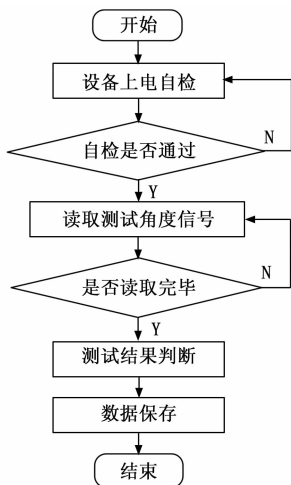 开始
设备上电自检
自检是否通过
N
Y
读取测试角度信号
是否读取完毕
N
Y
测试结果判断
数据保存
结束